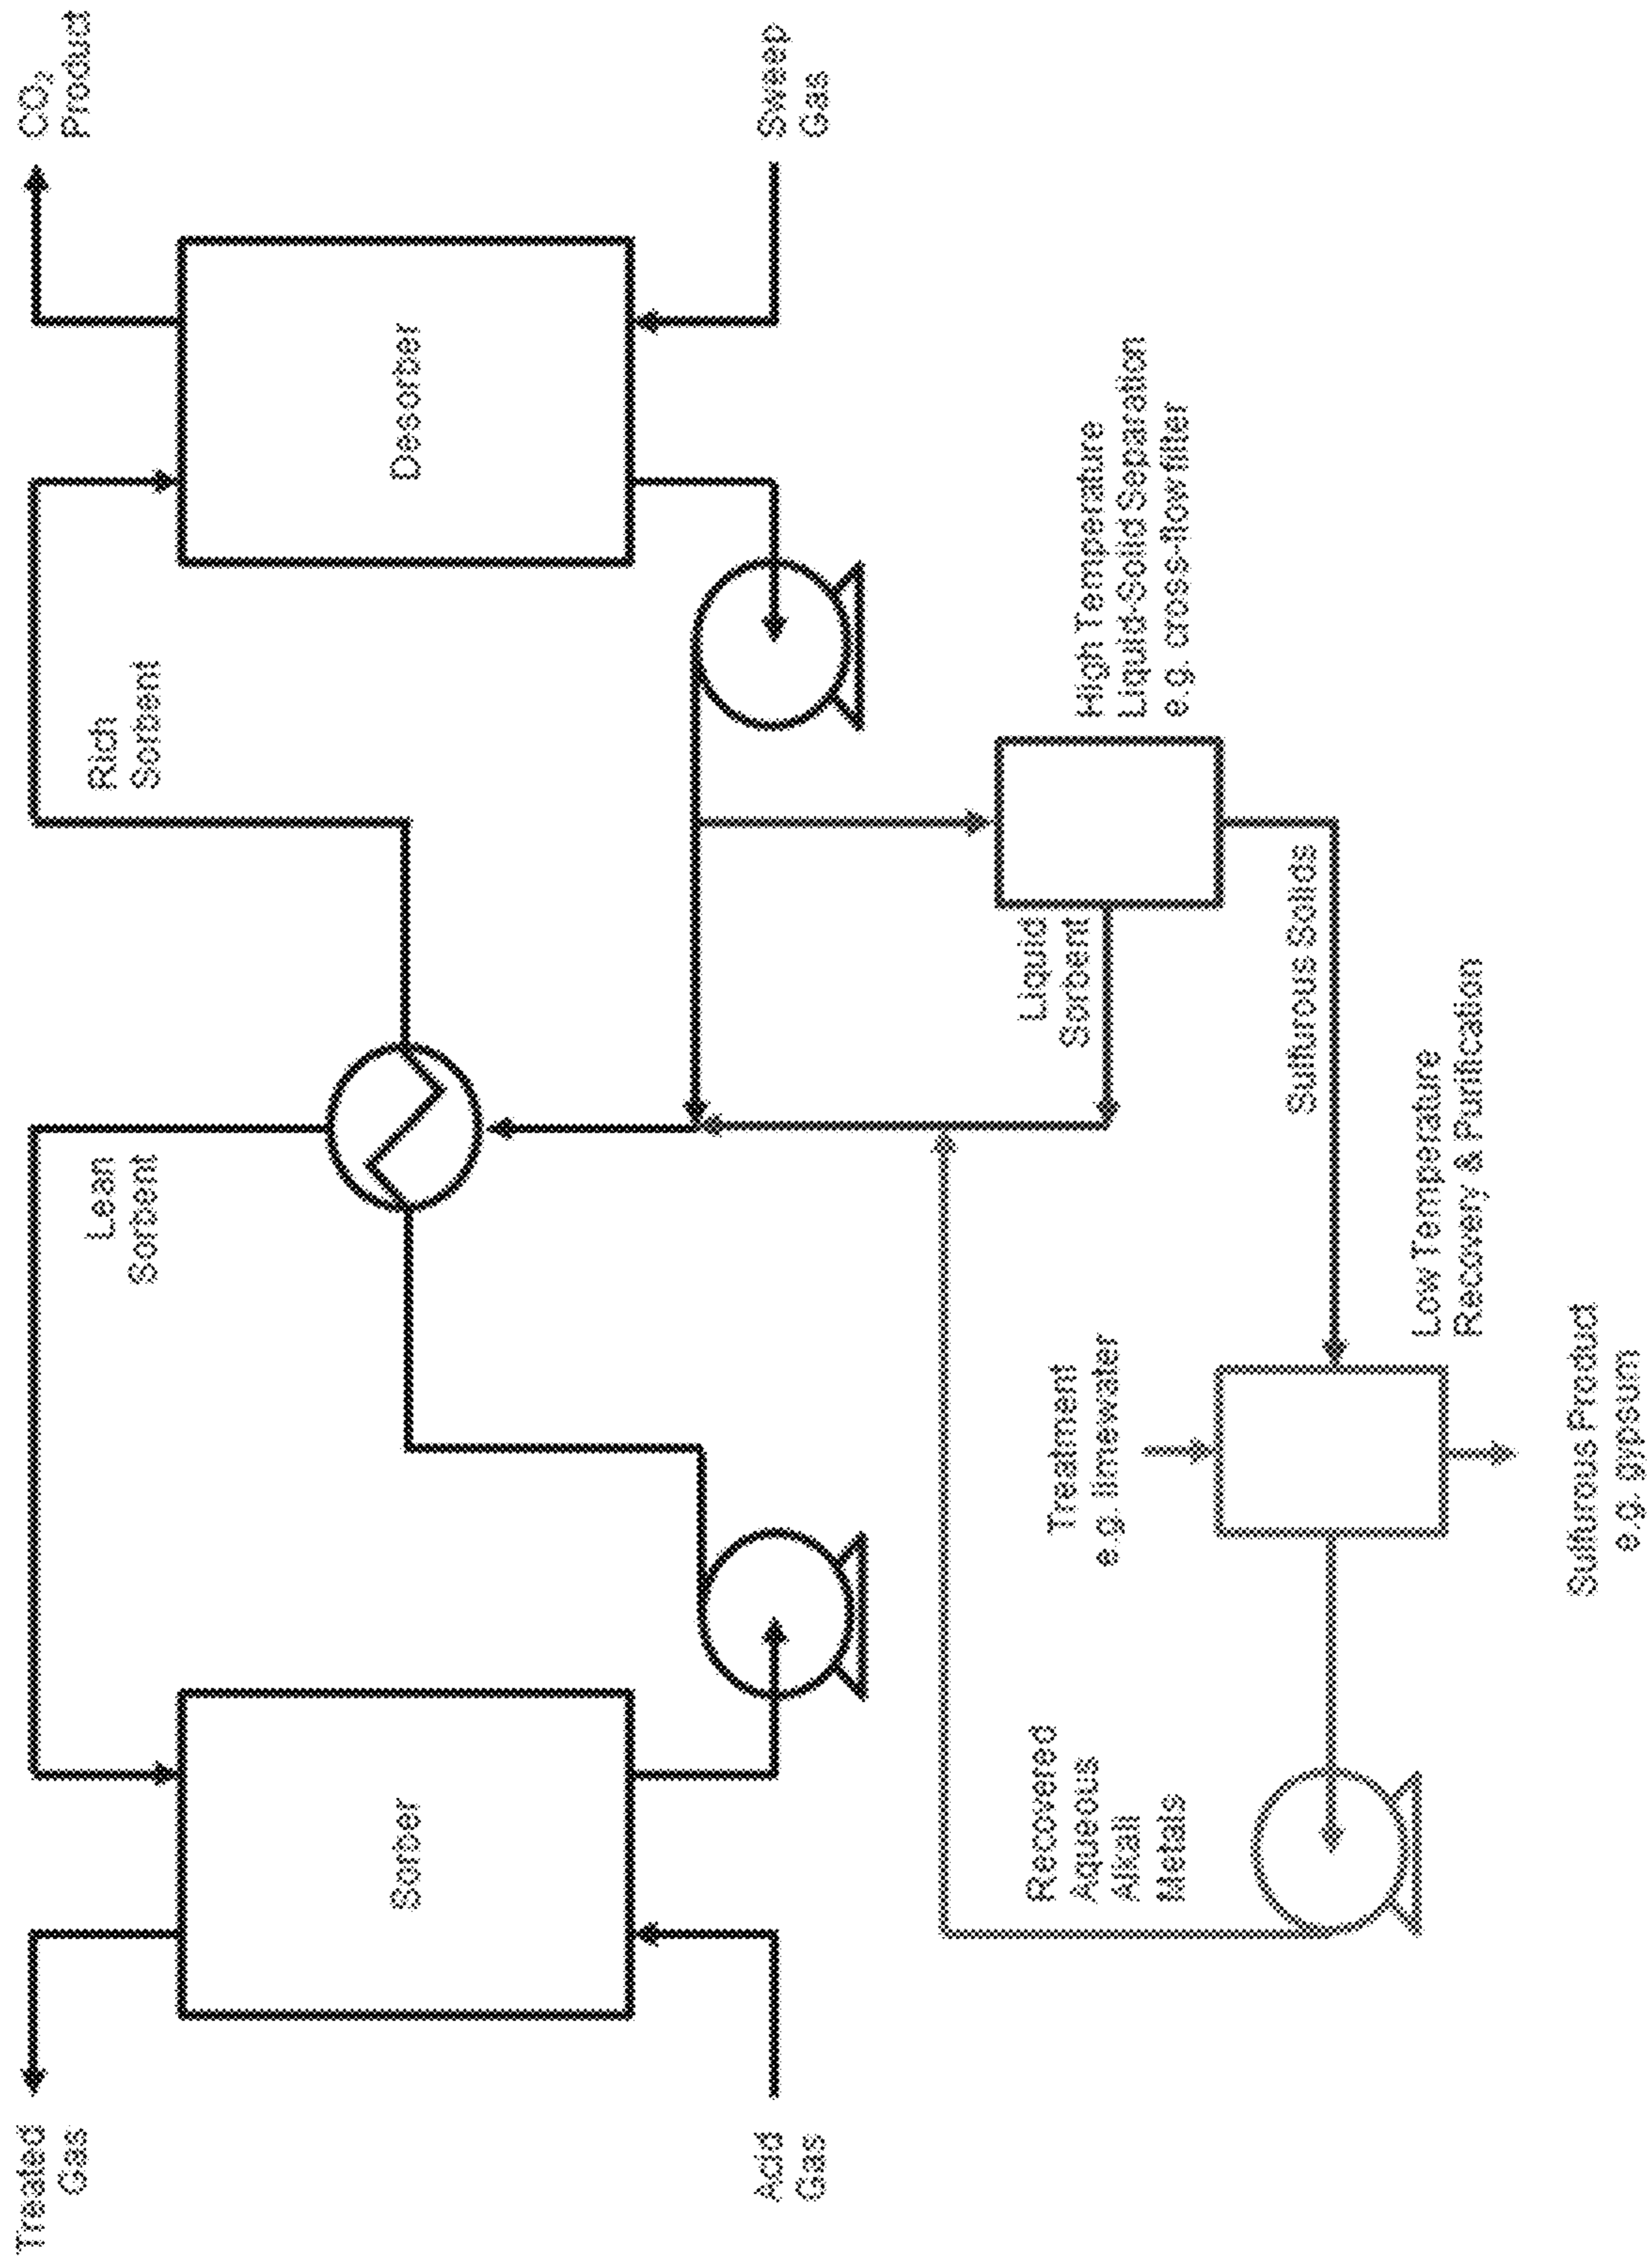 Treated
Gas
Lean
Sorbent
Rich
Sorbent
CO₂
Product
Sorber
Desorber
Acid
Gas
Sweep
Gas
Recovered
Aqueous
Alkali
Metals
Treatment
e.g. limewater
Liquid
Sorbent
High Temperature
Liquid-Solid Separation
e.g. cross-flow filter
Sulfurous Solids
Low Temperature
Recovery & Purification
Sulfurous Product
e.g. gypsum